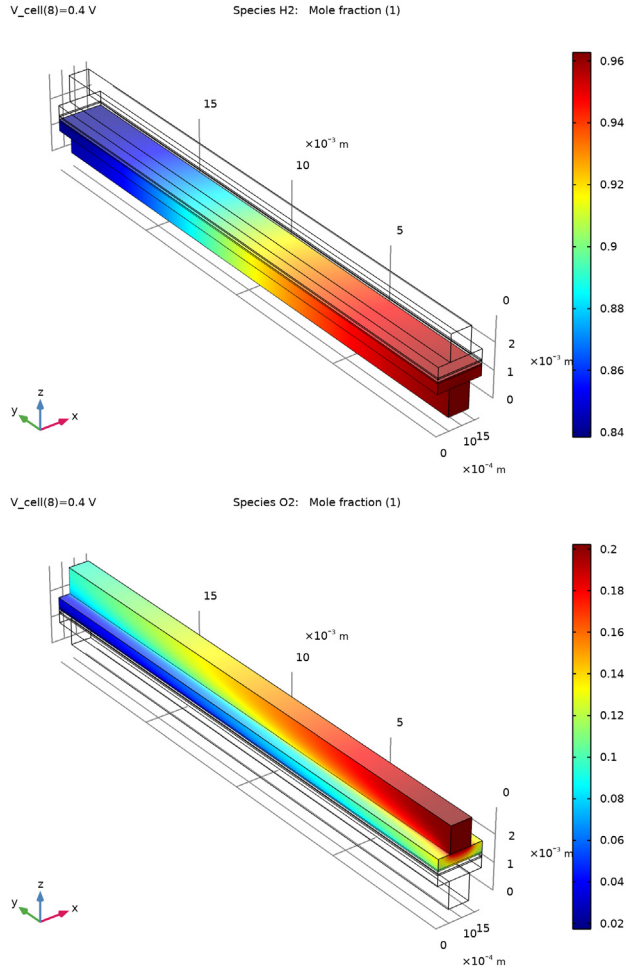 V_cell(8)=0.4 V Species H2: Mole fraction (1)
0.96
15
×10⁻³ m
10
0.94
0.92
5
0.9
0
2
0.88
×10⁻³ m
1
0.86
z
0
y
x
10 15
0.84
0
×10⁻⁴ m
V_cell(8)=0.4 V Species O2: Mole fraction (1)
0.2
0.18
15
×10⁻³ m
0.16
10
0.14
5
0.12
0.1
0
2
0.08
×10⁻³ m
1
0.06
z
0
0.04
y
x
10 15
0.02
0
×10⁻⁴ m